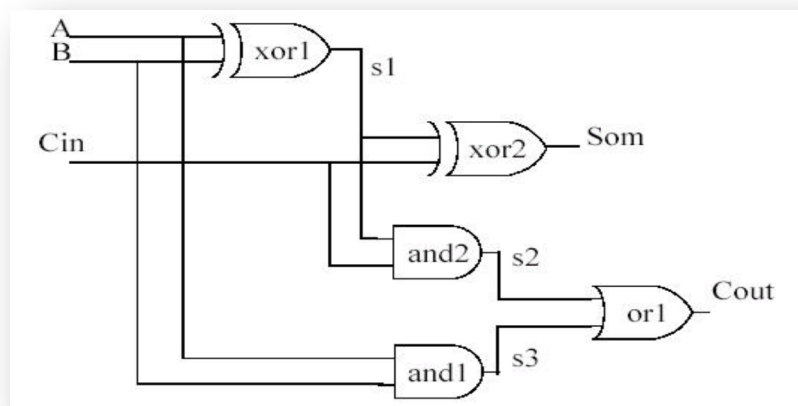 A
B
xor1
s1
Cin
xor2
Som
and2
s2
Cout
or1
s3
and1